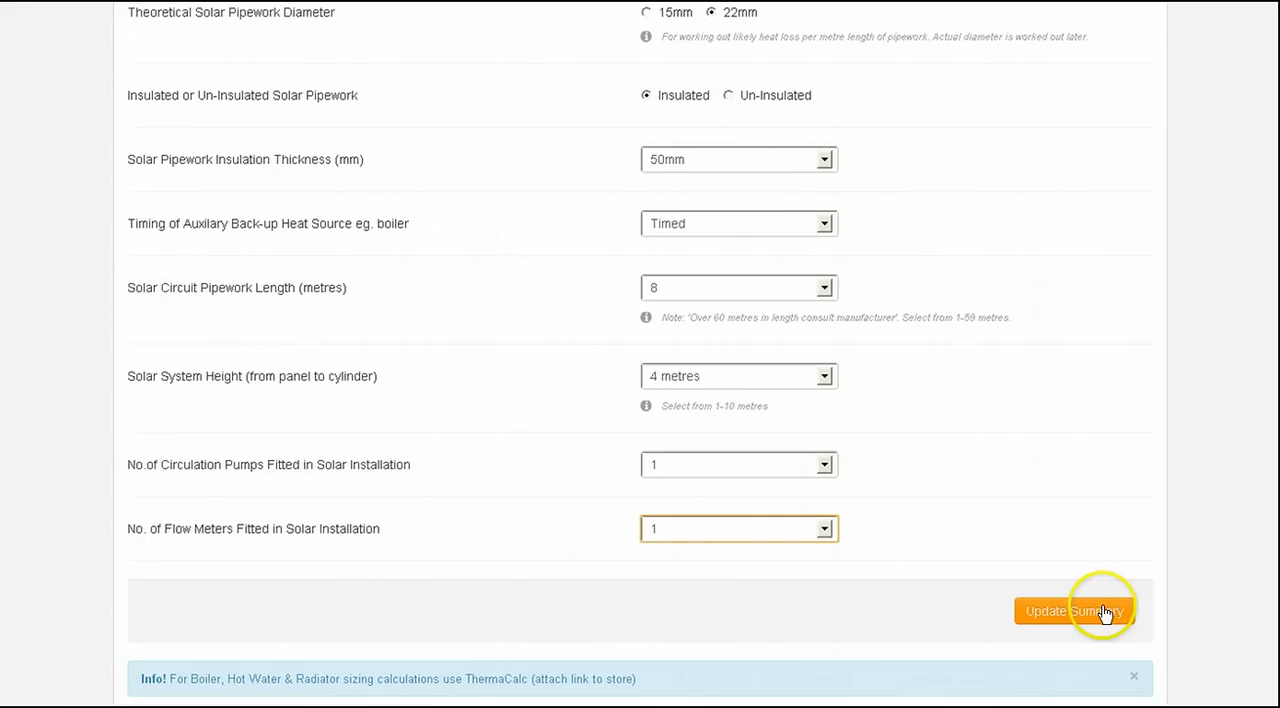 Theoretical Solar Pipework Diameter
15mm 22mm
For working out likely heat loss per metre length of pipework. Actual diameter is worked out later.
Insulated or Un-Insulated Solar Pipework
Insulated Un-Insulated
Solar Pipework Insulation Thickness (mm)
50mm
Timing of Auxilary Back-up Heat Source eg. boiler
Timed
Solar Circuit Pipework Length (metres)
8
Note: 'Over 60 metres in length consult manufacturer'. Select from 1-59 metres.
Solar System Height (from panel to cylinder)
4 metres
Select from 1-10 metres
No.of Circulation Pumps Fitted in Solar Installation
1
No. of Flow Meters Fitted in Solar Installation
1
Update Summary
Info! For Boiler, Hot Water & Radiator sizing calculations use ThermaCalc (attach link to store)
×